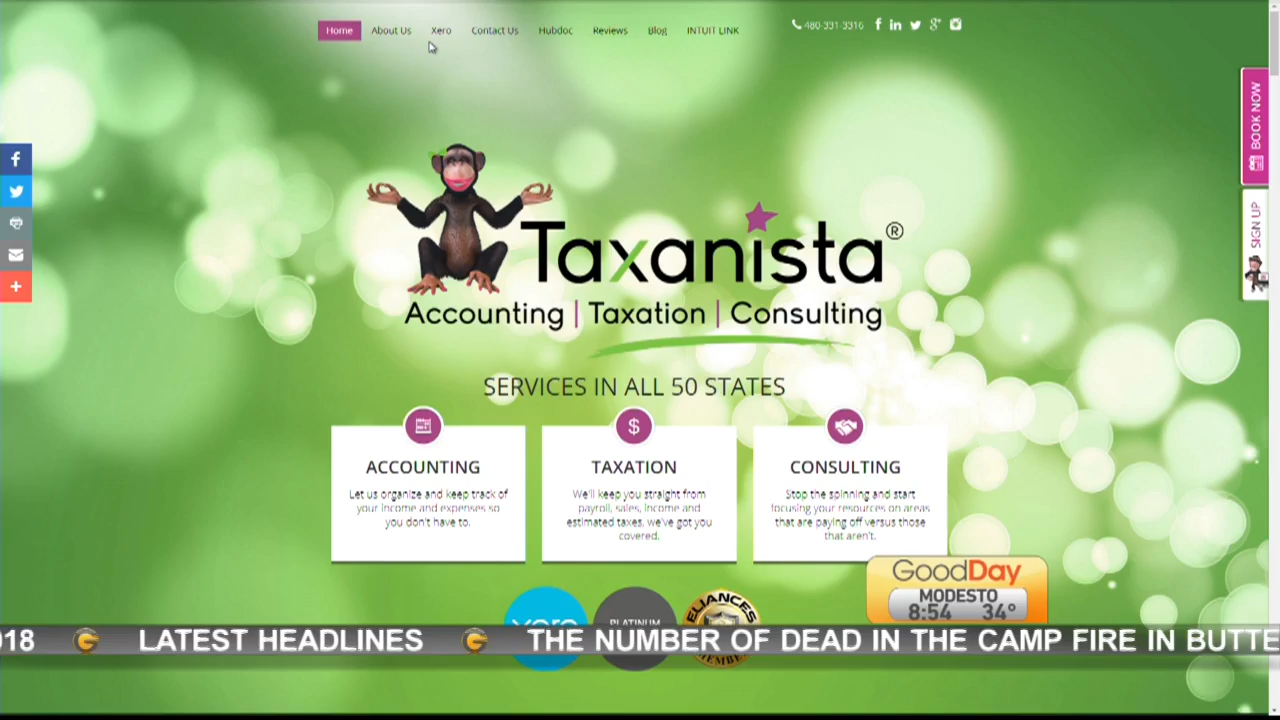 Home About Us Xero Contact Us Hubdoc Reviews Blog INTUIT LINK
480-331-3316
BOOK NOW
SIGN UP
Taxanista®
Accounting | Taxation | Consulting
SERVICES IN ALL 50 STATES
ACCOUNTING
Let us organize and keep track of
your income and expenses so
you don't have to.
TAXATION
We'll keep you straight from
payroll, sales, income and
estimated taxes, we've got you
covered.
CONSULTING
Stop the spinning and start
focusing your resources on areas
that are paying off versus those
that aren't.
xero
PLATINUM
ELIANCES
MEMBER
GoodDay
MODESTO
8:54 34°
018 LATEST HEADLINES THE NUMBER OF DEAD IN THE CAMP FIRE IN BUTTE